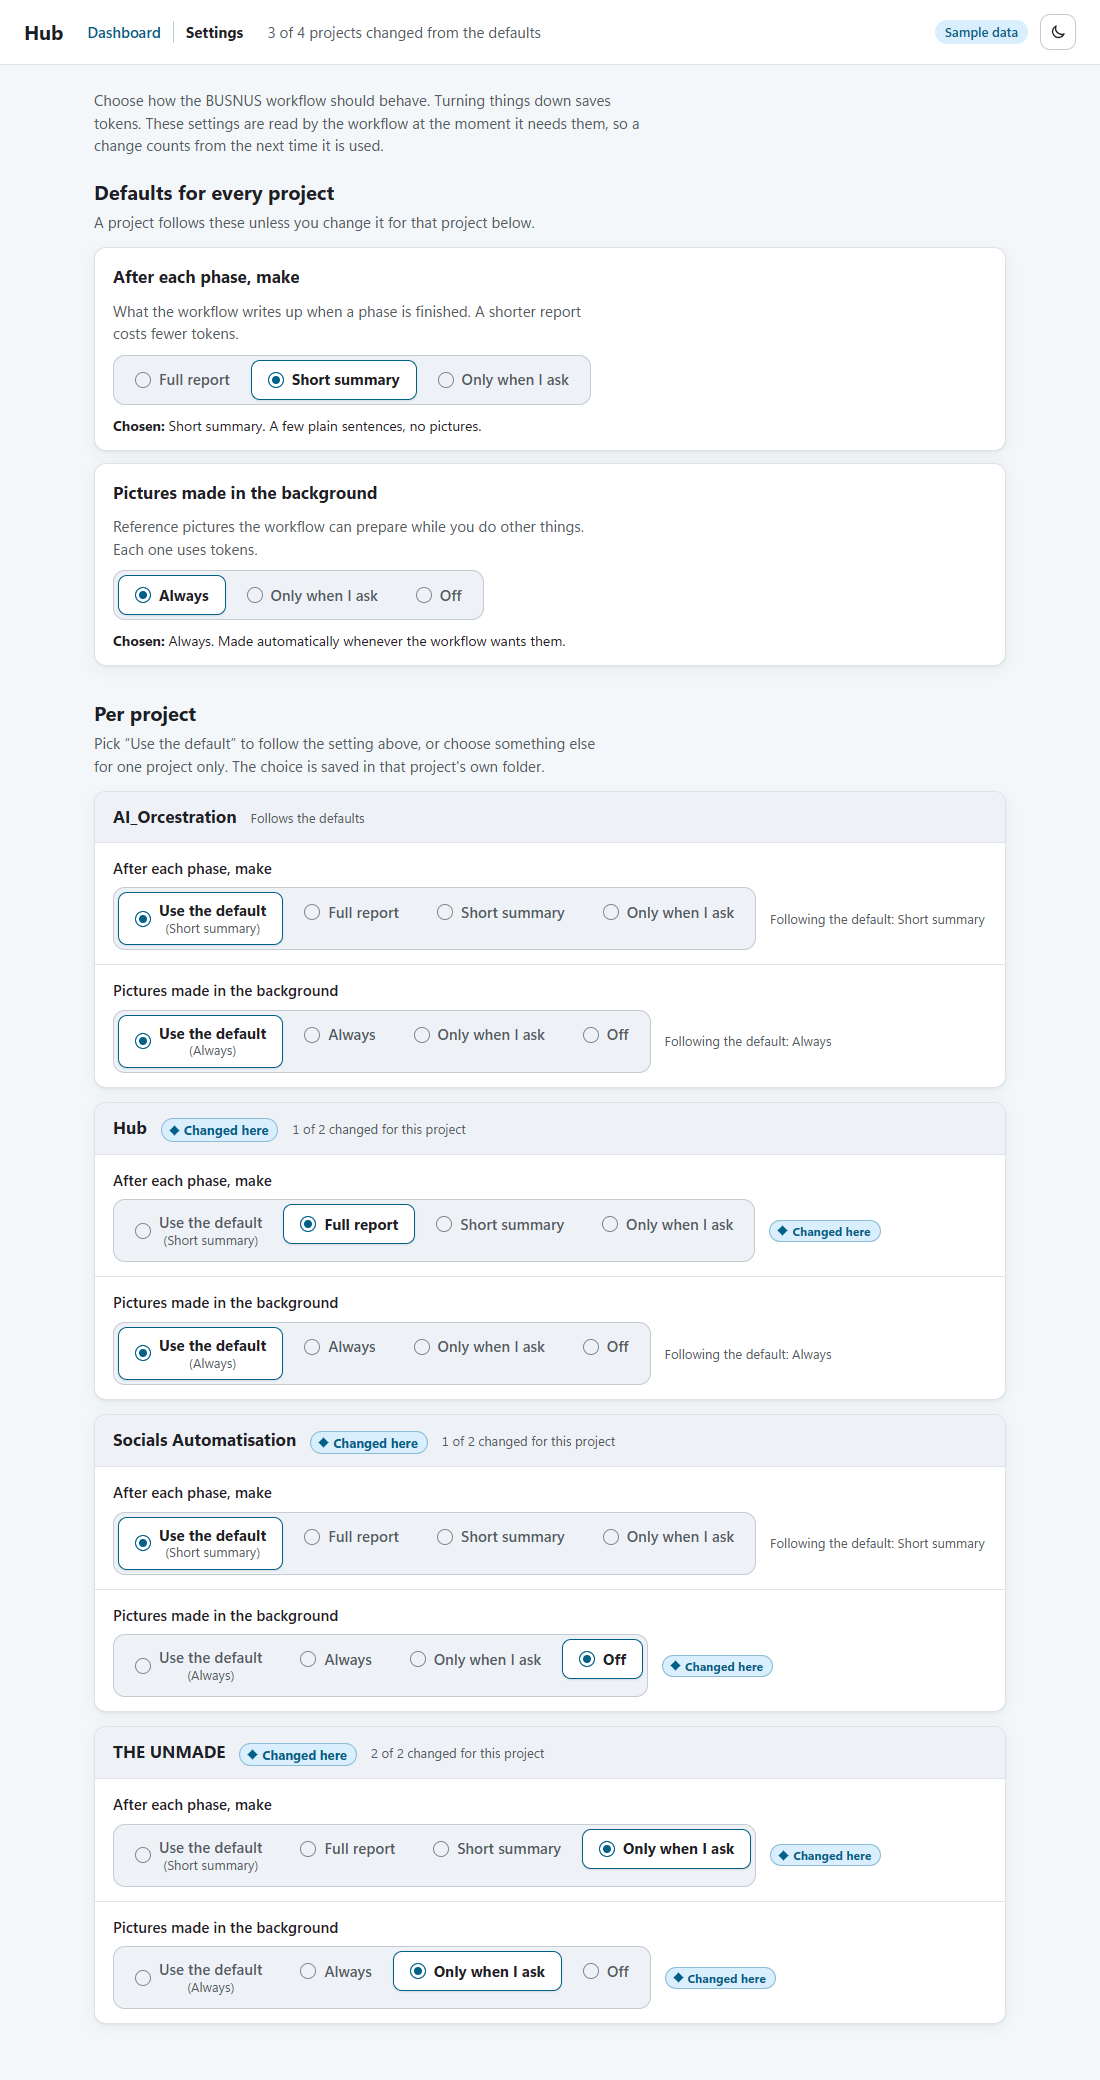 Hub Dashboard Settings 3 of 4 projects changed from the defaults Sample data
Choose how the BUSNUS workflow should behave. Turning things down saves
tokens. These settings are read by the workflow at the moment it needs them, so a
change counts from the next time it is used.
Defaults for every project
A project follows these unless you change it for that project below.
After each phase, make
What the workflow writes up when a phase is finished. A shorter report
costs fewer tokens.
Full report Short summary Only when I ask
Chosen: Short summary. A few plain sentences, no pictures.
Pictures made in the background
Reference pictures the workflow can prepare while you do other things.
Each one uses tokens.
Always Only when I ask Off
Chosen: Always. Made automatically whenever the workflow wants them.
Per project
Pick “Use the default” to follow the setting above, or choose something else
for one project only. The choice is saved in that project's own folder.
AI_Orcestration Follows the defaults
After each phase, make
Use the default Full report Short summary Only when I ask
(Short summary)
Following the default: Short summary
Pictures made in the background
Use the default Always Only when I ask Off
(Always)
Following the default: Always
Hub Changed here 1 of 2 changed for this project
After each phase, make
Use the default Full report Short summary Only when I ask
(Short summary)
Changed here
Pictures made in the background
Use the default Always Only when I ask Off
(Always)
Following the default: Always
Socials Automatisation Changed here 1 of 2 changed for this project
After each phase, make
Use the default Full report Short summary Only when I ask
(Short summary)
Following the default: Short summary
Pictures made in the background
Use the default Always Only when I ask Off
(Always)
Changed here
THE UNMADE Changed here 2 of 2 changed for this project
After each phase, make
Use the default Full report Short summary Only when I ask
(Short summary)
Changed here
Pictures made in the background
Use the default Always Only when I ask Off
(Always)
Changed here